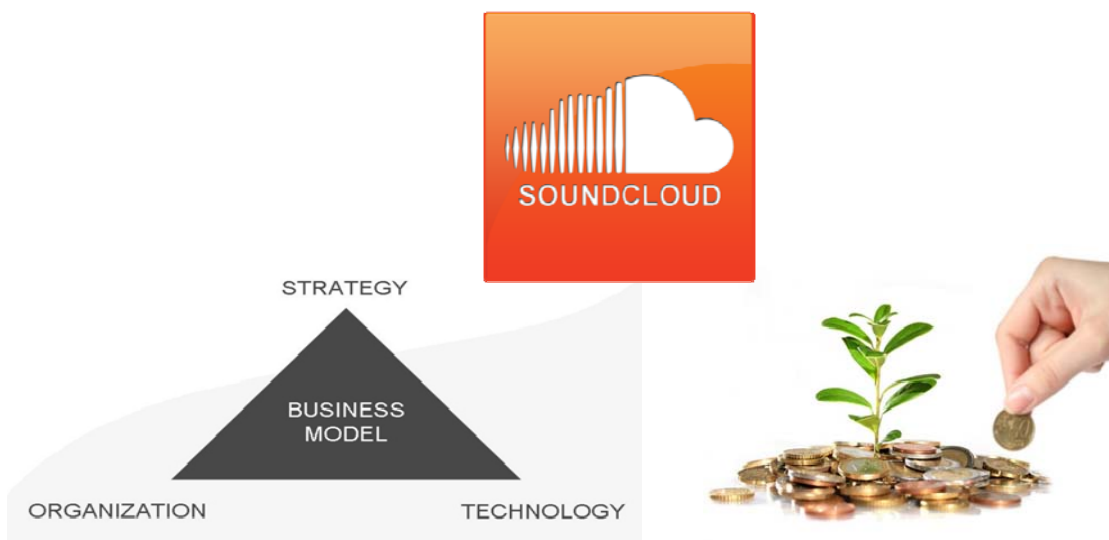 SOUNDCLOUD
STRATEGY
BUSINESS
MODEL
ORGANIZATION
TECHNOLOGY